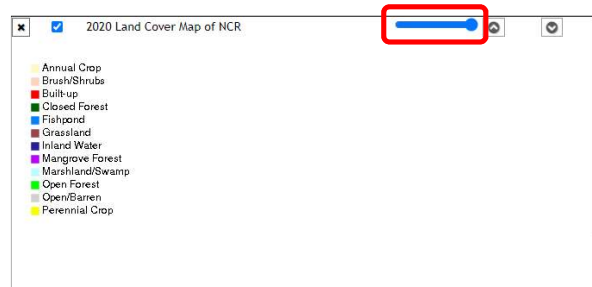 2020 Land Cover Map of NCR
Annual Crop
Brush/Shrubs
Built-up
Closed Forest
Fishpond
Grassland
Inland Water
Mangrove Forest
Marshland/Swamp
Open Forest
Open/Barren
Perennial Crop